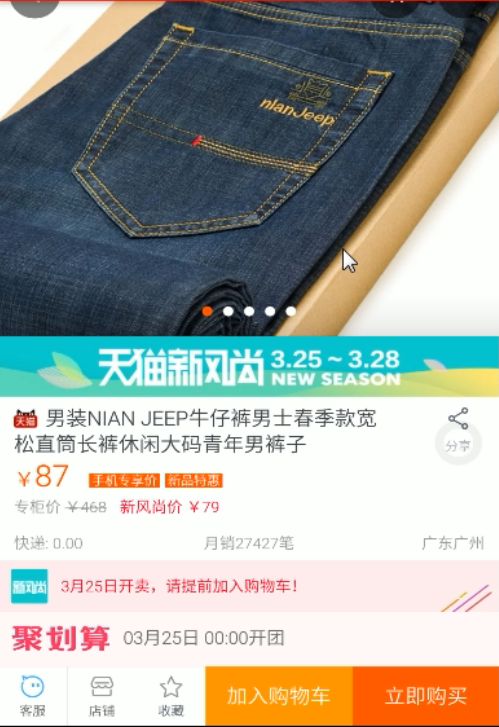 nianJeep
天猫新风尚 3.25～3.28
NEW SEASON
天猫 男装NIAN JEEP牛仔裤男士春季款宽
松直筒长裤休闲大码青年男裤子
分享
￥87 手机专享价 新品特惠
专柜价 ￥468 新风尚价 ￥79
快递: 0.00 月销27427笔 广东广州
新风尚 3月25日开卖，请提前加入购物车！
聚划算 03月25日 00:00开团
客服 店铺 收藏 加入购物车 立即购买